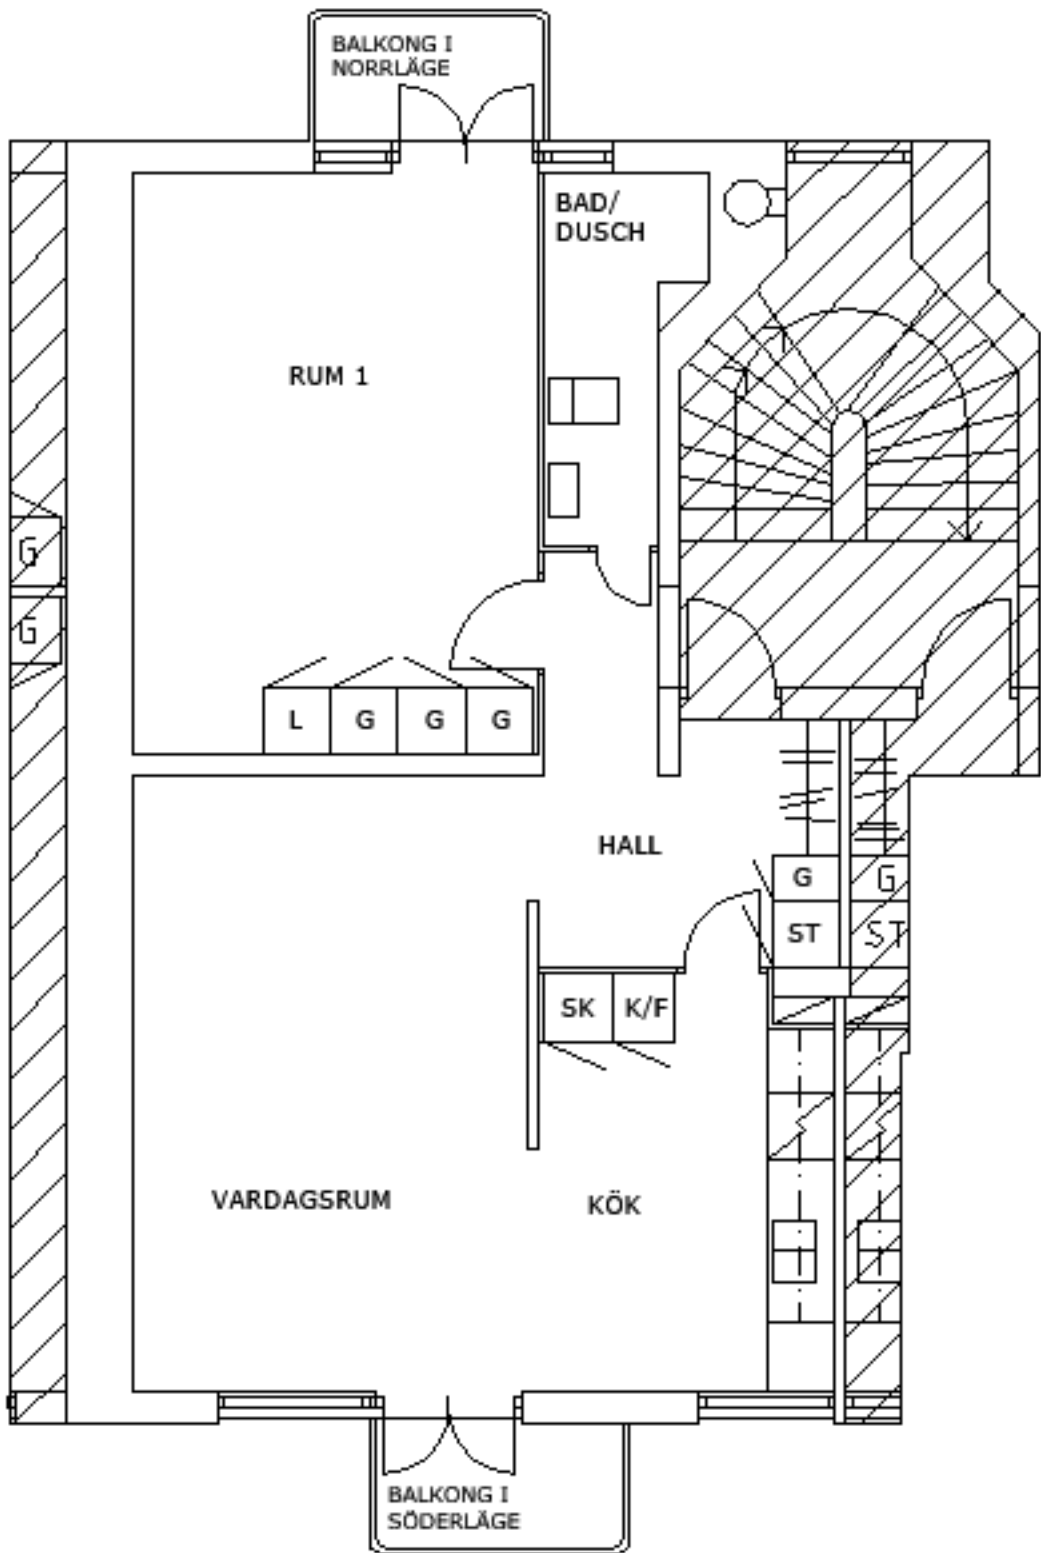 BALKONG I
NORRLÄGE
BAD/
DUSCH
RUM 1
G
G
L G G G
HALL
G G
ST ST
SK K/F
VARDAGSRUM
KÖK
BALKONG I
SÖDERLÄGE